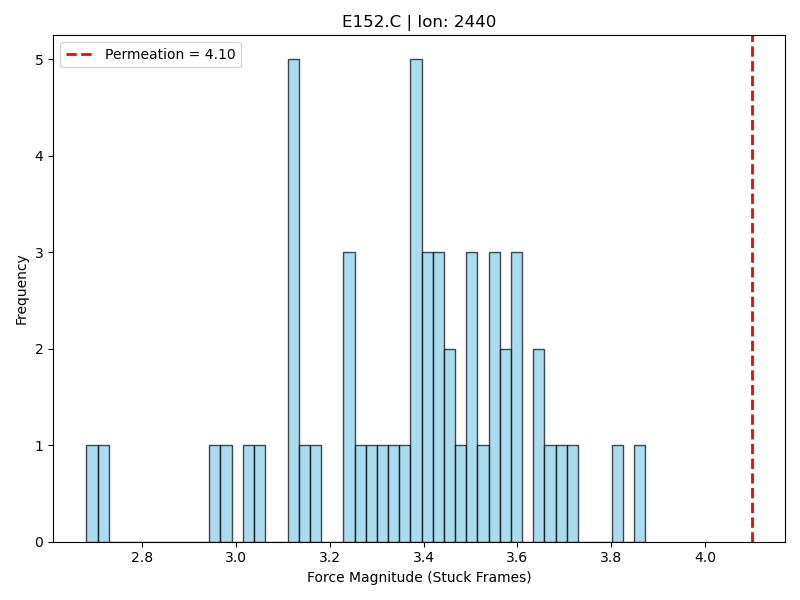 E152.C | Ion: 2440
Permeation = 4.10
Frequency
5
4
3
2
1
0
2.8 3.0 3.2 3.4 3.6 3.8 4.0
Force Magnitude (Stuck Frames)